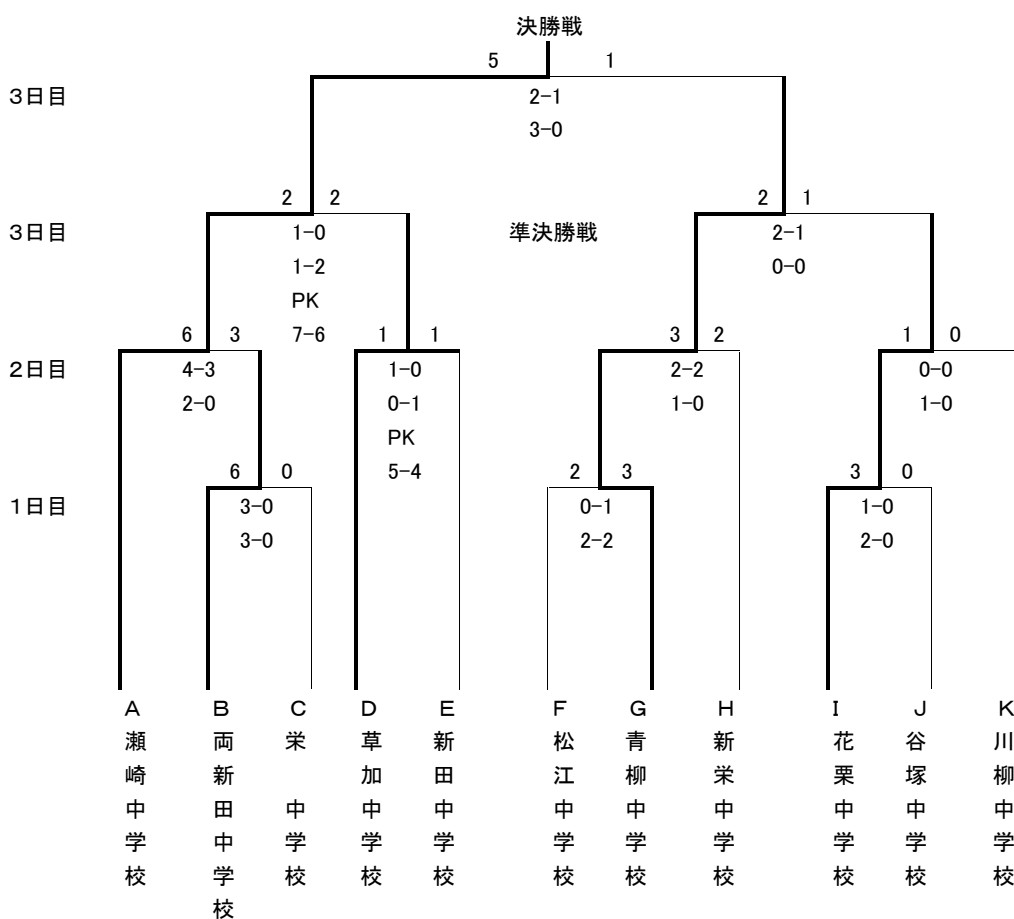 決勝戦
5 1
3日目 2-1
3-0
2 2 2 1
3日目 1-0 準決勝戦 2-1
1-2 0-0
PK
7-6
6 3 1 1 3 2 1 0
2日目 4-3 1-0 2-2 0-0
2-0 0-1 1-0 1-0
PK
5-4
6 0 2 3 3 0
1日目 3-0 0-1 1-0
3-0 2-2 2-0
A 瀬崎中学校
B 両新田中学校
C 栄 中学校
D 草加中学校
E 新田中学校
F 松江中学校
G 青柳中学校
H 新栄中学校
I 花栗中学校
J 谷塚中学校
K 川柳中学校